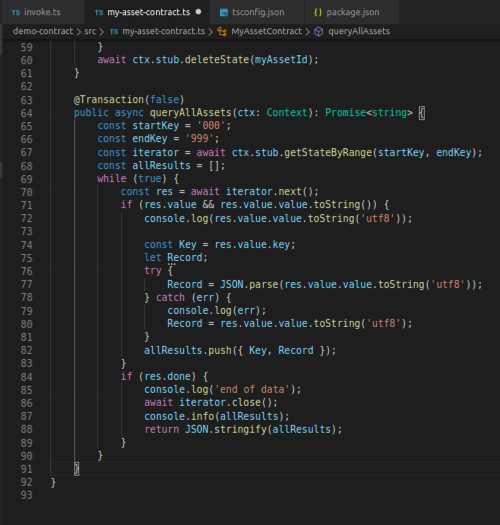 TS invoke.ts
TS my-asset-contract.ts ●
tsconfig.json
{} package.json
demo-contract > src > TS my-asset-contract.ts > MyAssetContract > queryAllAssets
59 }
60 await ctx.stub.deleteState(myAssetId);
61 }
62
63 @Transaction(false)
64 public async queryAllAssets(ctx: Context): Promise<string> {
65 const startKey = '000';
66 const endKey = '999';
67 const iterator = await ctx.stub.getStateByRange(startKey, endKey);
68 const allResults = [];
69 while (true) {
70 const res = await iterator.next();
71 if (res.value && res.value.value.toString()) {
72 console.log(res.value.value.toString('utf8'));
73
74 const Key = res.value.key;
75 let Record;
76 try {
77 Record = JSON.parse(res.value.value.toString('utf8'));
78 } catch (err) {
79 console.log(err);
80 Record = res.value.value.toString('utf8');
81 }
82 allResults.push({ Key, Record });
83 }
84 if (res.done) {
85 console.log('end of data');
86 await iterator.close();
87 console.info(allResults);
88 return JSON.stringify(allResults);
89 }
90 }
91 }
92 }
93